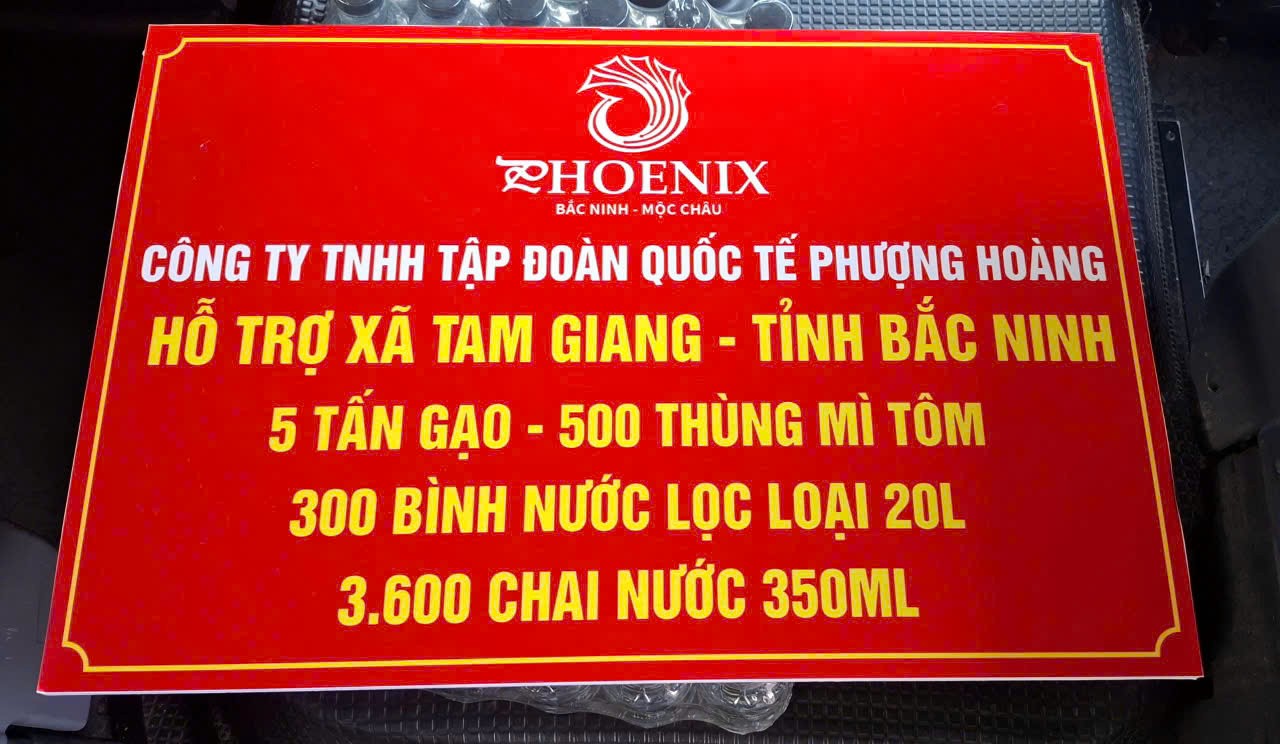 PHOENIX
BẮC NINH - MỘC CHÂU
CÔNG TY TNHH TẬP ĐOÀN QUỐC TẾ PHƯỢNG HOÀNG
HỖ TRỢ XÃ TAM GIANG - TỈNH BẮC NINH
5 TẤN GẠO - 500 THÙNG MÌ TÔM
300 BÌNH NƯỚC LỌC LOẠI 20L
3.600 CHAI NƯỚC 350ML